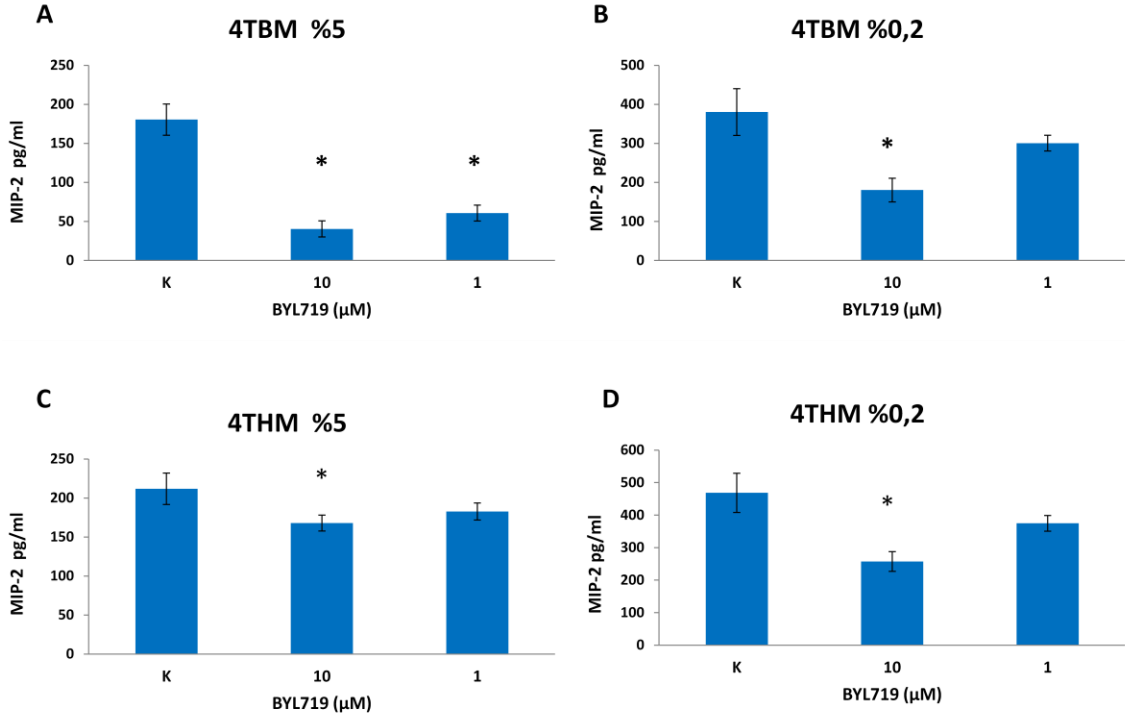 A
4TBM %5
250
200
150
100
50
0
MIP-2 pg/ml
* *
K 10 1
BYL719 (µM)
B
4TBM %0,2
500
400
300
200
100
0
MIP-2 pg/ml
*
K 10 1
BYL719 (µM)
C
4THM %5
250
200
150
100
50
0
MIP-2 pg/ml
*
K 10 1
BYL719 (µM)
D
4THM %0,2
600
500
400
300
200
100
0
MIP-2 pg/ml
*
K 10 1
BYL719 (µM)